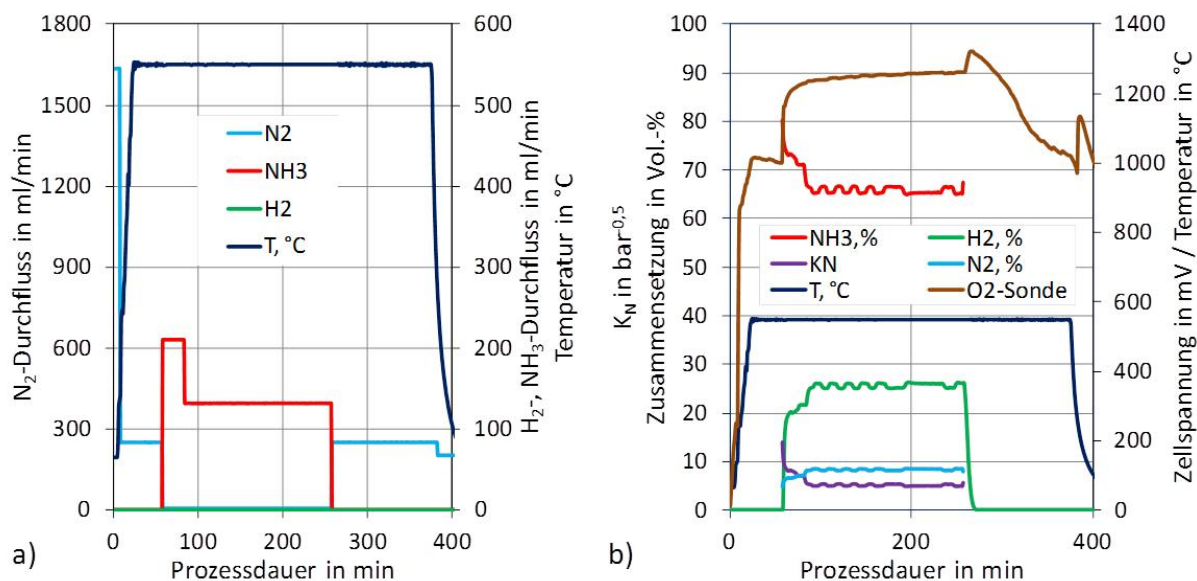 N₂-Durchfluss in ml/min
1800
1500
1200
900
600
300
0
N2
NH3
H2
T, °C
600
500
400
300
200
100
0
H₂-, NH₃-Durchfluss in ml/min
Temperatur in °C
0
100
200
300
400
Prozessdauer in min
a)
K_N in bar^-0,5
Zusammensetzung in Vol.-%
100
90
80
70
60
50
40
30
20
10
0
NH3, %
H2, %
KN
N2, %
T, °C
O2-Sonde
1400
1200
1000
800
600
400
200
0
Zellspannung in mV / Temperatur in °C
0
100
200
300
400
Prozessdauer in min
b)